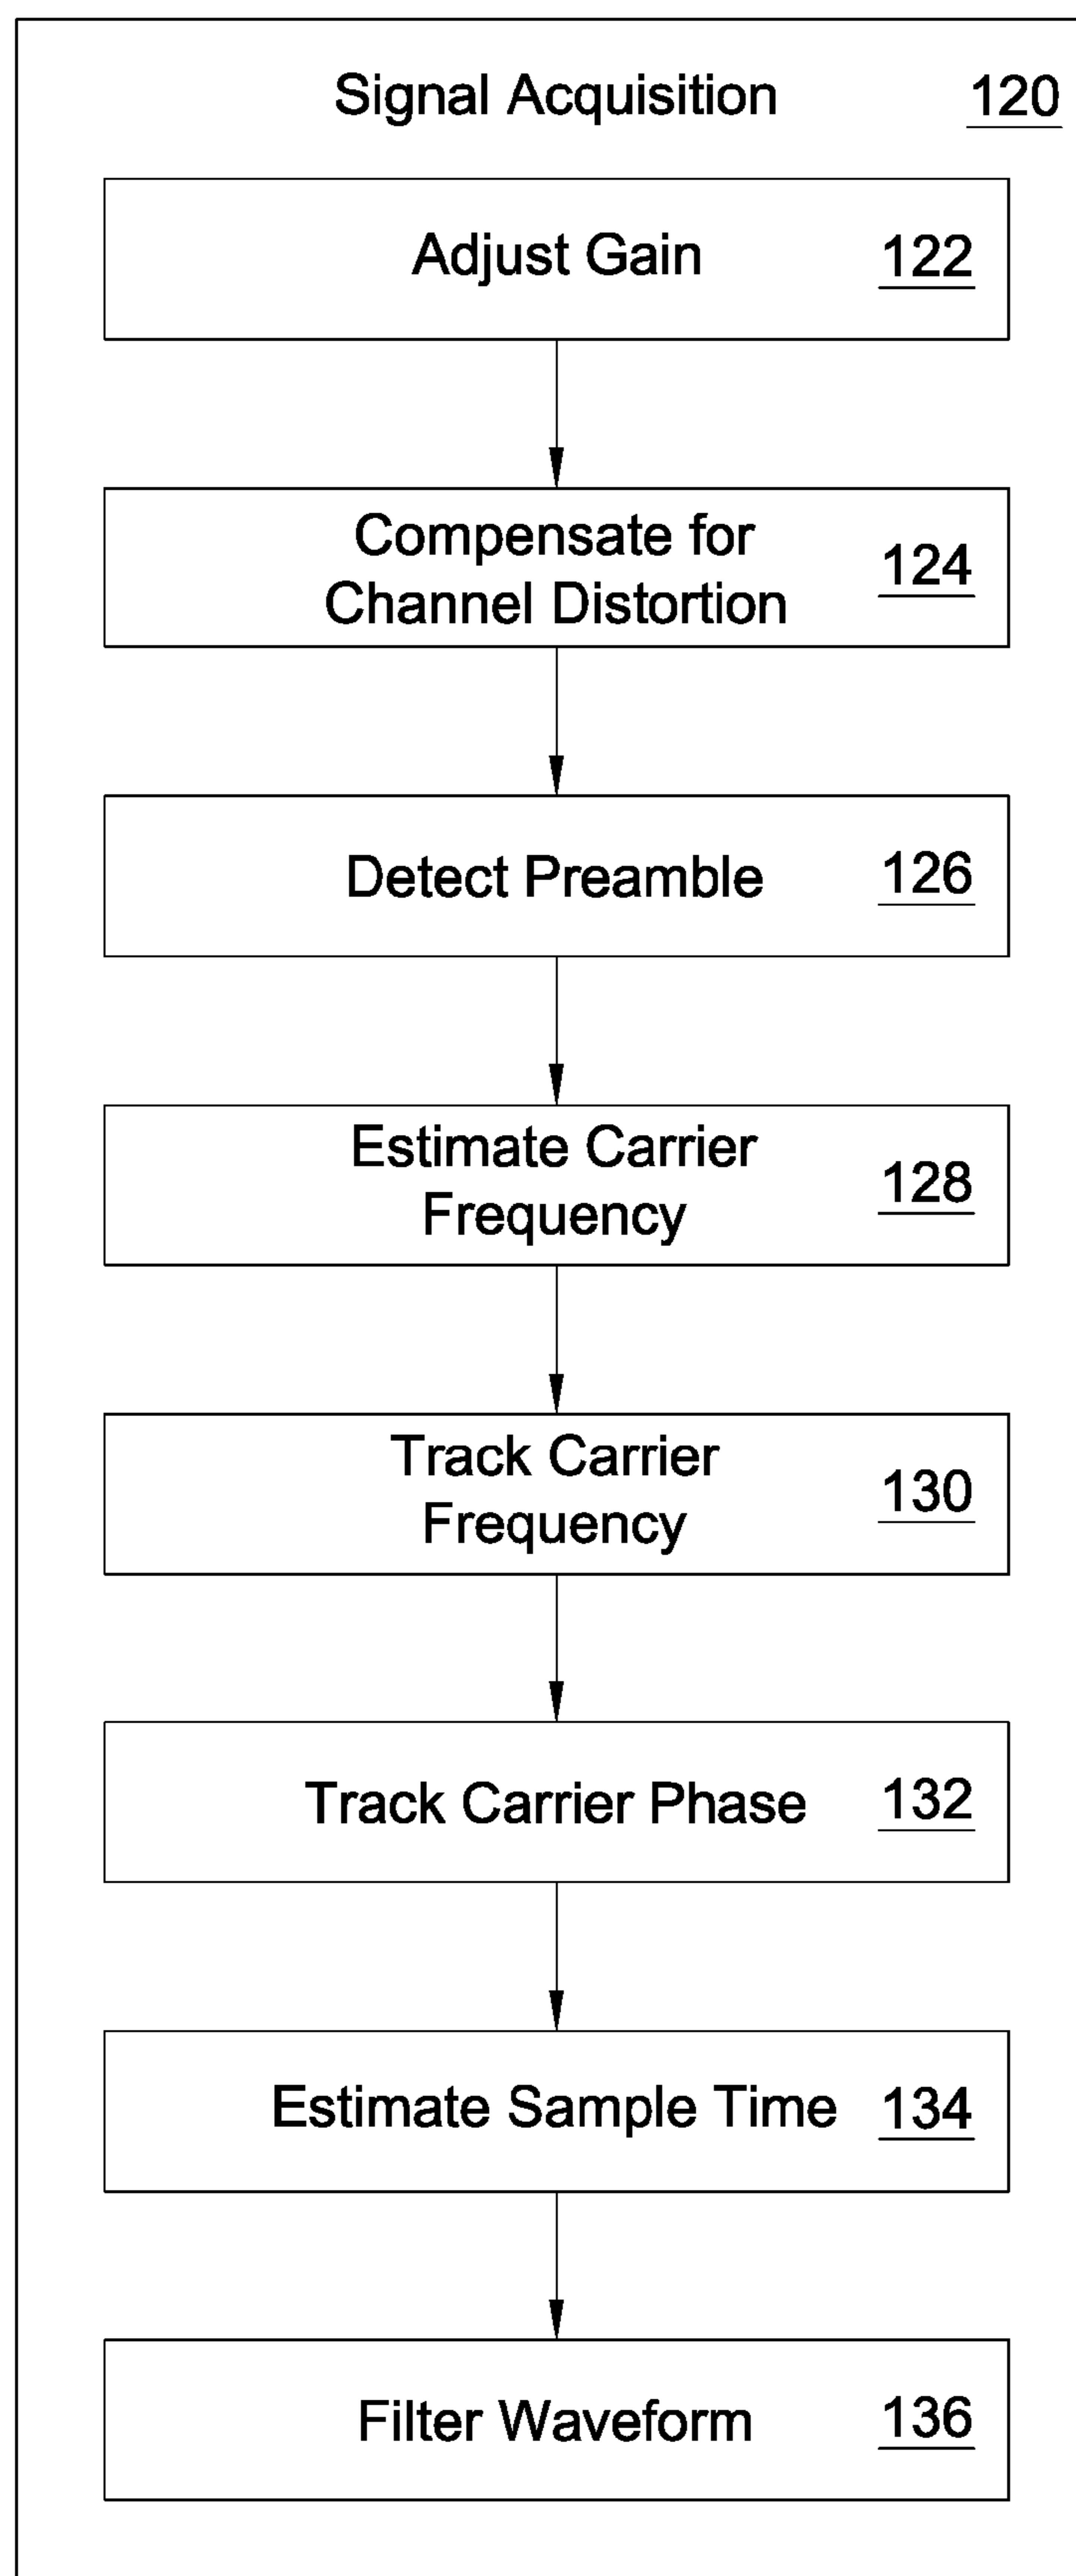 Signal Acquisition 120
Adjust Gain 122
Compensate for
Channel Distortion 124
Detect Preamble 126
Estimate Carrier
Frequency 128
Track Carrier
Frequency 130
Track Carrier Phase 132
Estimate Sample Time 134
Filter Waveform 136